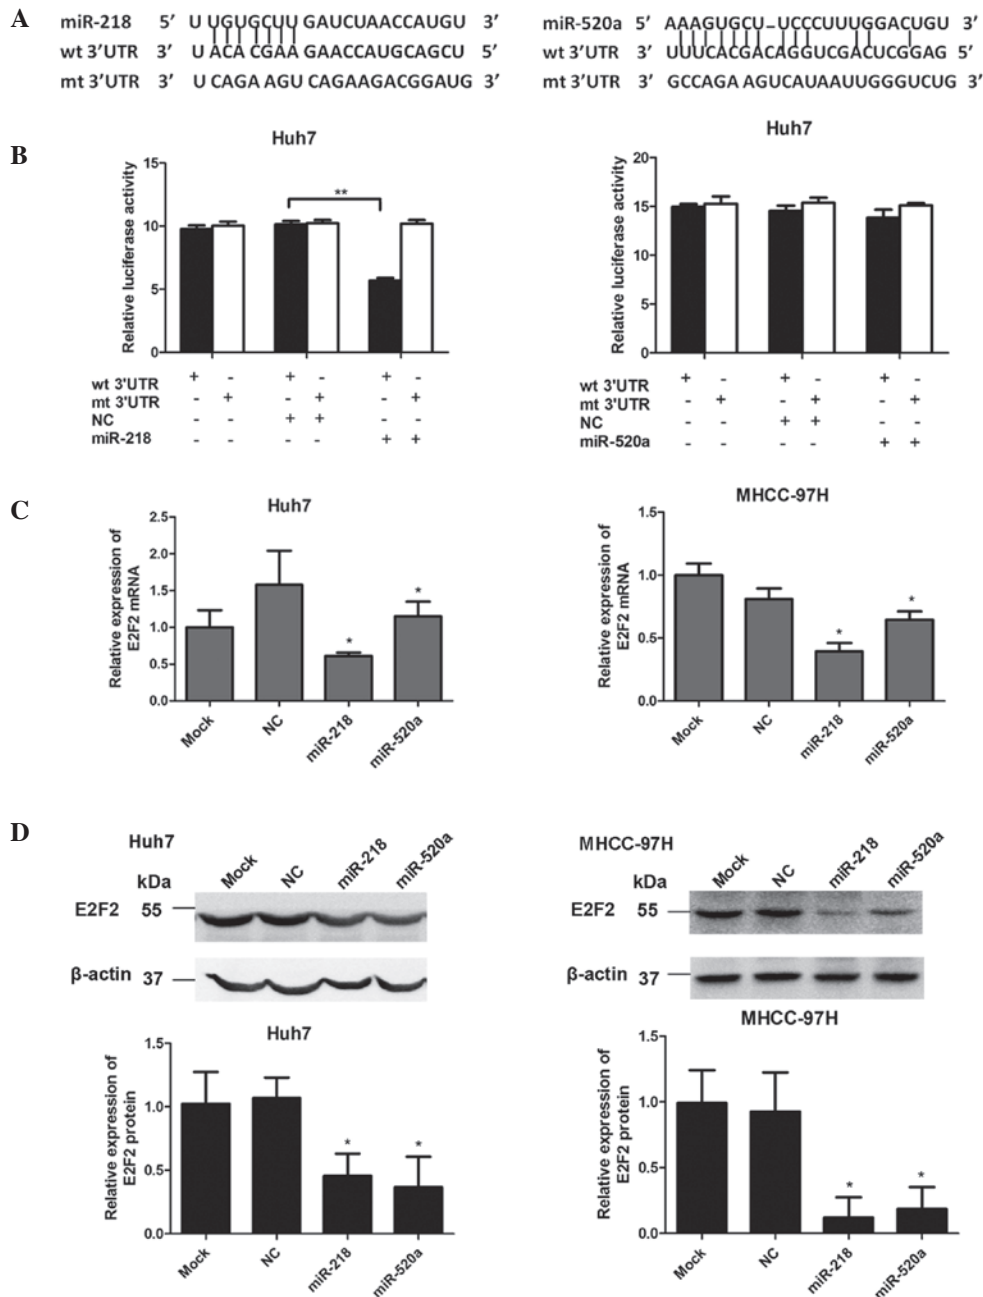 A
miR-218 5′ U UGUGCUU GAUCUAACCAUGU 3′
wt 3′UTR 3′ U ACA CGAA GAACCAUGCAGCU 5′
mt 3′UTR 3′ U CAGA AGU CAGAAGACGGAUG 3′
miR-520a 5′ AAAGUGCU–UCCCUUUGGACUGU 3′
wt 3′UTR 3′ UUUCACGACAGGUCGACUCGGAG 5′
mt 3′UTR 3′ GCCAGA AGUCAUAAUUGGGUCUG 3′
B
Huh7
Relative luciferase activity
15
10
5
0
**
wt 3'UTR + - + - + -
mt 3'UTR - + - + - +
NC - - + + - -
miR-218 - - - - + +
Huh7
Relative luciferase activity
20
15
10
5
0
wt 3'UTR + - + - + -
mt 3'UTR - + - + - +
NC - - + + - -
miR-520a - - - - + +
C
Huh7
Relative expression of
E2F2 mRNA
2.5
2.0
1.5
1.0
0.5
0.0
* *
Mock NC miR-218 miR-520a
MHCC-97H
Relative expression of
E2F2 mRNA
1.5
1.0
0.5
0.0
* *
Mock NC miR-218 miR-520a
D
Huh7
Mock NC miR-218 miR-520a
kDa
E2F2 55
β-actin 37
MHCC-97H
Mock NC miR-218 miR-520a
kDa
E2F2 55
β-actin 37
Huh7
Relative expression of
E2F2 protein
1.5
1.0
0.5
0.0
* *
Mock NC miR-218 miR-520a
MHCC-97H
Relative expression of
E2F2 protein
1.5
1.0
0.5
0.0
* *
Mock NC miR-218 miR-520a